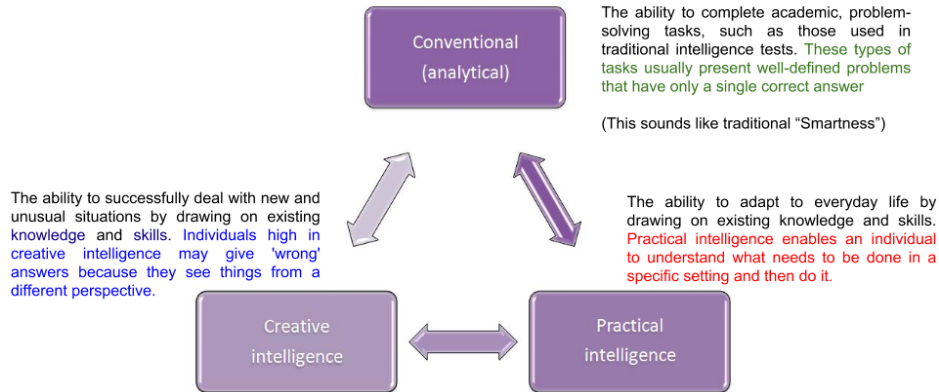 Conventional
(analytical)
The ability to complete academic, problem-
solving tasks, such as those used in
traditional intelligence tests. These types of
tasks usually present well-defined problems
that have only a single correct answer
(This sounds like traditional “Smartness”)
The ability to successfully deal with new and
unusual situations by drawing on existing
knowledge and skills. Individuals high in
creative intelligence may give 'wrong'
answers because they see things from a
different perspective.
The ability to adapt to everyday life by
drawing on existing knowledge and skills.
Practical intelligence enables an individual
to understand what needs to be done in a
specific setting and then do it.
Creative
intelligence
Practical
intelligence